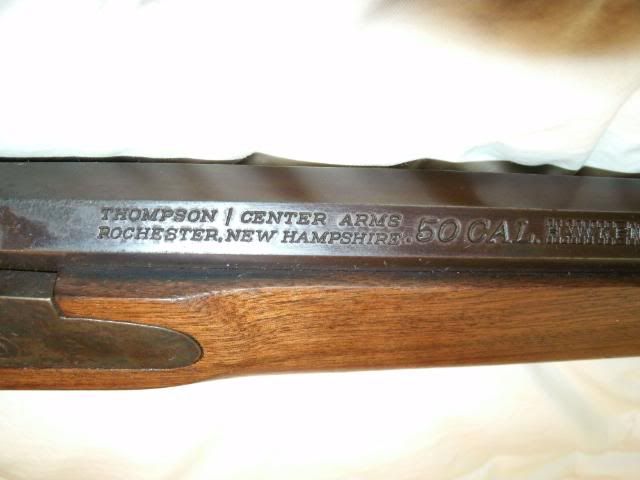 THOMPSON / CENTER ARMS
ROCHESTER, NEW HAMPSHIRE. 50 CAL.